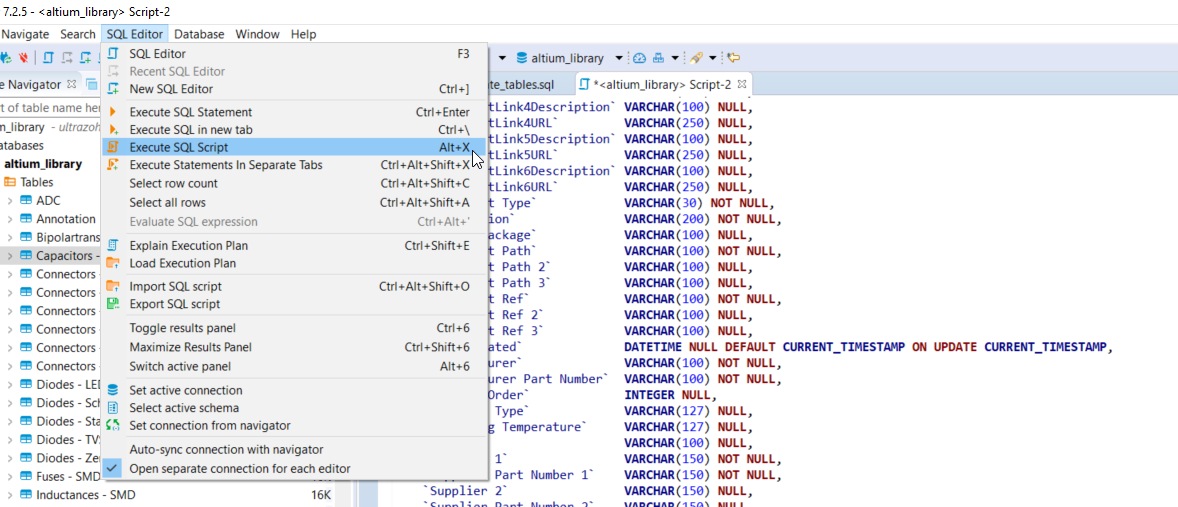 7.2.5 - <altium_library> Script-2
Navigate Search SQL Editor Database Window Help
altium_library
e Navigator
te_tables.sql
*<altium_library> Script-2
rt of table name her
m_library - ultrazoh
atabases
altium_library
Tables
ADC
Annotation
Bipolartrans
Capacitors -
Connectors
Connectors
Connectors -
Connectors -
Connectors -
Connectors -
Diodes - LED
Diodes - Sch
Diodes - Sta
Diodes - TVS
Diodes - Zen
Fuses - SMD
Inductances - SMD 16K
SQL Editor F3
Recent SQL Editor
New SQL Editor Ctrl+]
Execute SQL Statement Ctrl+Enter
Execute SQL in new tab Ctrl+\
Execute SQL Script Alt+X
Execute Statements In Separate Tabs Ctrl+Alt+Shift+X
Select row count Ctrl+Alt+Shift+C
Select all rows Ctrl+Alt+Shift+A
Evaluate SQL expression Ctrl+Alt+'
Explain Execution Plan Ctrl+Shift+E
Load Execution Plan
Import SQL script Ctrl+Alt+Shift+O
Export SQL script
Toggle results panel Ctrl+6
Maximize Results Panel Ctrl+Shift+6
Switch active panel Alt+6
Set active connection
Select active schema
Set connection from navigator
Auto-sync connection with navigator
Open separate connection for each editor
tLink4Description` VARCHAR(100) NULL,
tLink4URL` VARCHAR(250) NULL,
tLink5Description` VARCHAR(100) NULL,
tLink5URL` VARCHAR(250) NULL,
tLink6Description` VARCHAR(100) NULL,
tLink6URL` VARCHAR(250) NULL,
t Type` VARCHAR(30) NOT NULL,
ion` VARCHAR(200) NOT NULL,
ackage` VARCHAR(100) NULL,
t Path` VARCHAR(100) NOT NULL,
t Path 2` VARCHAR(100) NULL,
t Path 3` VARCHAR(100) NULL,
t Ref` VARCHAR(100) NOT NULL,
t Ref 2` VARCHAR(100) NULL,
t Ref 3` VARCHAR(100) NULL,
ated` DATETIME NULL DEFAULT CURRENT_TIMESTAMP ON UPDATE CURRENT_TIMESTAMP,
urer` VARCHAR(100) NOT NULL,
urer Part Number` VARCHAR(100) NOT NULL,
Order` INTEGER NULL,
Type` VARCHAR(127) NULL,
g Temperature` VARCHAR(127) NULL,
VARCHAR(100) NULL,
1` VARCHAR(150) NOT NULL,
Part Number 1` VARCHAR(150) NOT NULL,
`Supplier 2` VARCHAR(150) NULL,
`Supplier Part Number 2` VARCHAR(150) NULL,